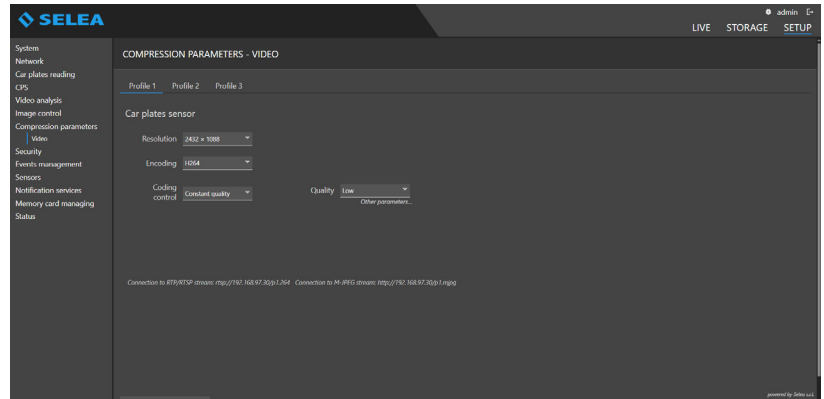 SELEA
admin
LIVE STORAGE SETUP
System
Network
Car plates reading
CPS
Video analysis
Image control
Compression parameters
Video
Security
Events management
Sensors
Notification services
Memory card managing
Status
COMPRESSION PARAMETERS - VIDEO
Profile 1 Profile 2 Profile 3
Car plates sensor
Resolution 2432 × 1088
Encoding H264
Coding control Constant quality Quality Low
Other parameters...
Connection to RTP/RTSP stream: rtsp://192.168.97.30/p1.264 Connection to M-JPEG stream: http://192.168.97.30/p1.mjpg
powered by Selea s.r.l.